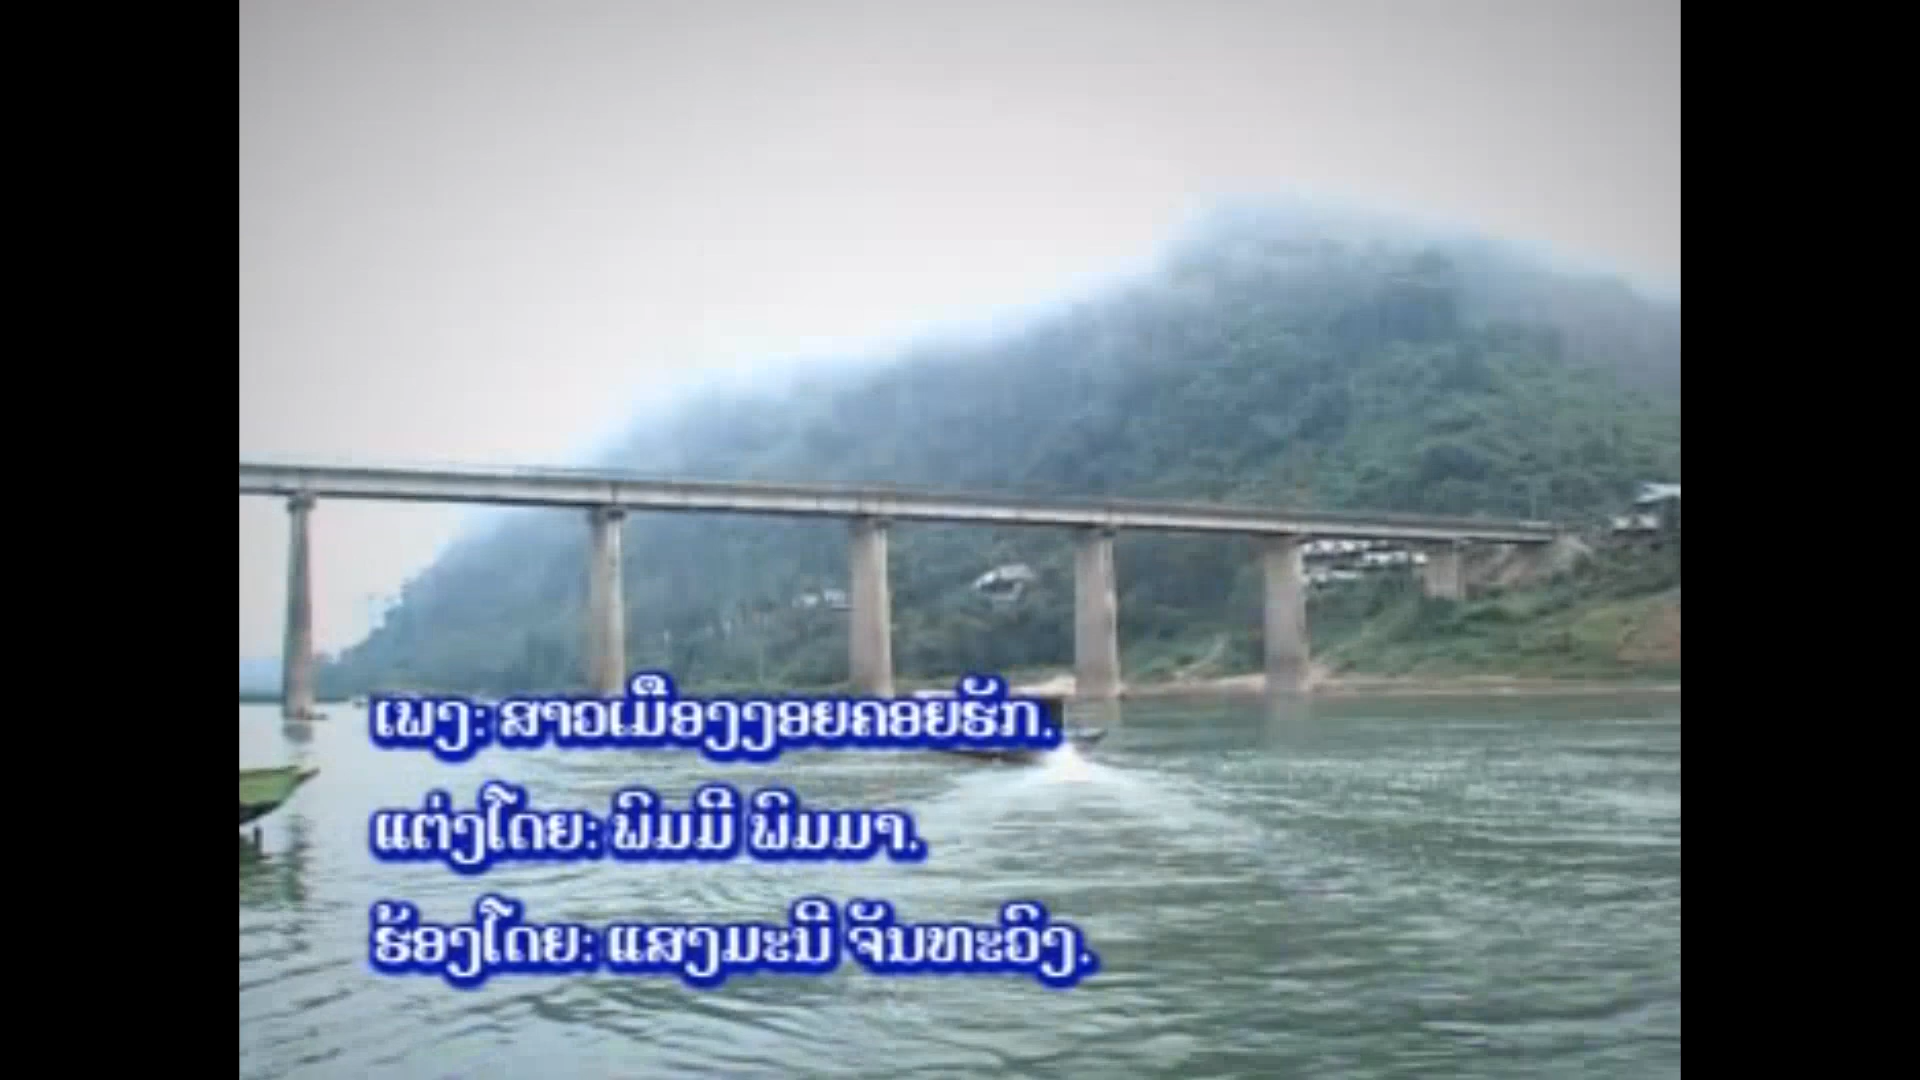 ເພງ: ສາວເມືອງງອຍຄອຍຮັກ.
ແຕ່ງໂດຍ: ພົມມີ ພິມມາ.
ຮ້ອງໂດຍ: ແສງມະນີ ຈັນທະວົງ.